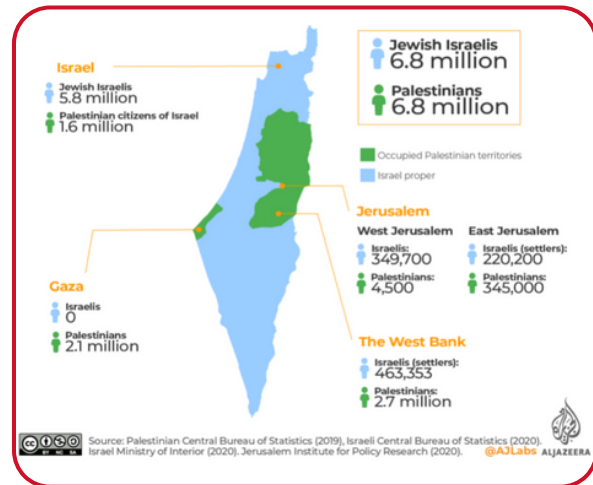 Jewish Israelis
6.8 million
Palestinians
6.8 million
Israel
Jewish Israelis
5.8 million
Palestinian citizens of Israel
1.6 million
Occupied Palestinian territories
Israel proper
Jerusalem
West Jerusalem
Israelis:
349,700
Palestinians:
4,500
East Jerusalem
Israelis (settlers):
220,200
Palestinians:
345,000
Gaza
Israelis
0
Palestinians
2.1 million
The West Bank
Israelis (settlers):
463,353
Palestinians:
2.7 million
cc
BY NC SA
Source: Palestinian Central Bureau of Statistics (2019), Israeli Central Bureau of Statistics (2020).
Israel Ministry of Interior (2020). Jerusalem Institute for Policy Research (2020).
@AJLabs
ALJAZEERA